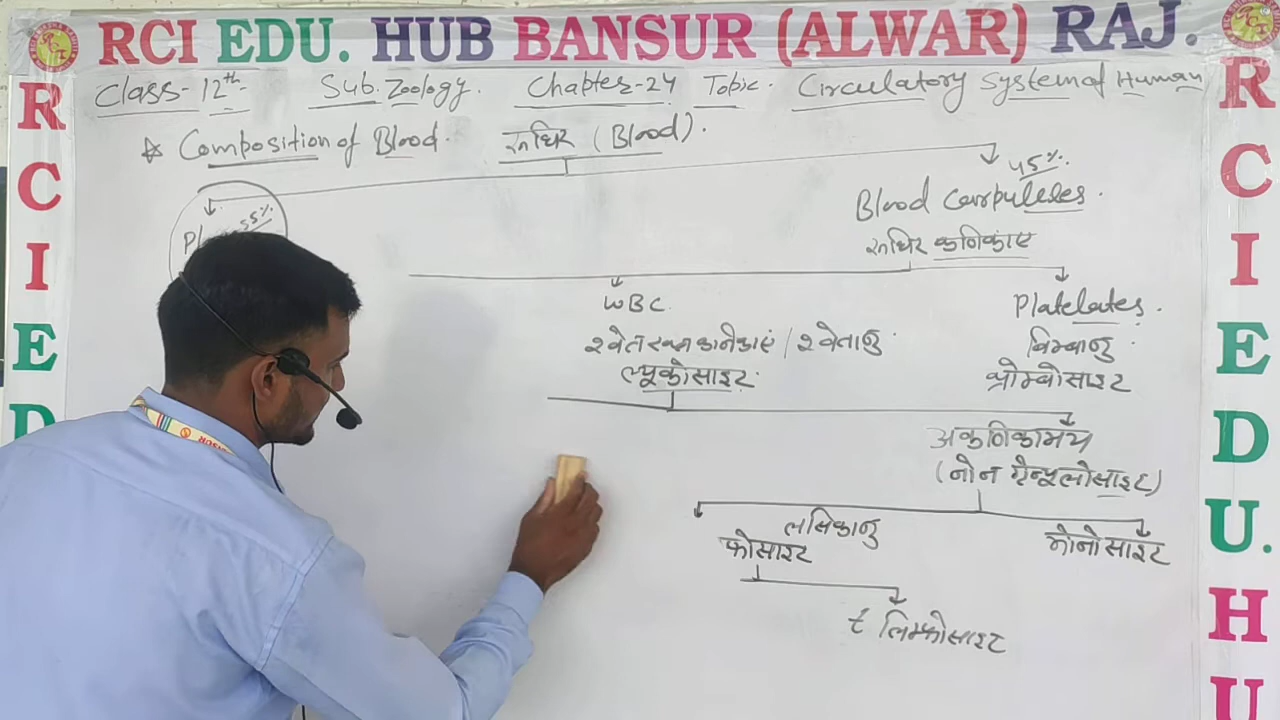 RCI EDU. HUB BANSUR (ALWAR) RAJ.
Class- 12th Sub. Zoology. Chapter-24 Topic. Circulatory System of Human
Composition of Blood. रुधिर (Blood).
55%
45%.
Blood Carpulses.
रुधिर कणिकाए
WBC.
श्वेत रक्त कणिकाएं / श्वेताणु.
ल्यूकोसाइट.
Platelates.
बिम्बाणु.
थ्रोम्बोसाइट
अकणिकामय
(नोन ग्रेन्यूलोसाइट)
लसिकाणु
फोसाइट
मोनोसाइट
t लिम्फोसाइट
R
C
I
E
D
R
C
I
E
D
U.
H
U